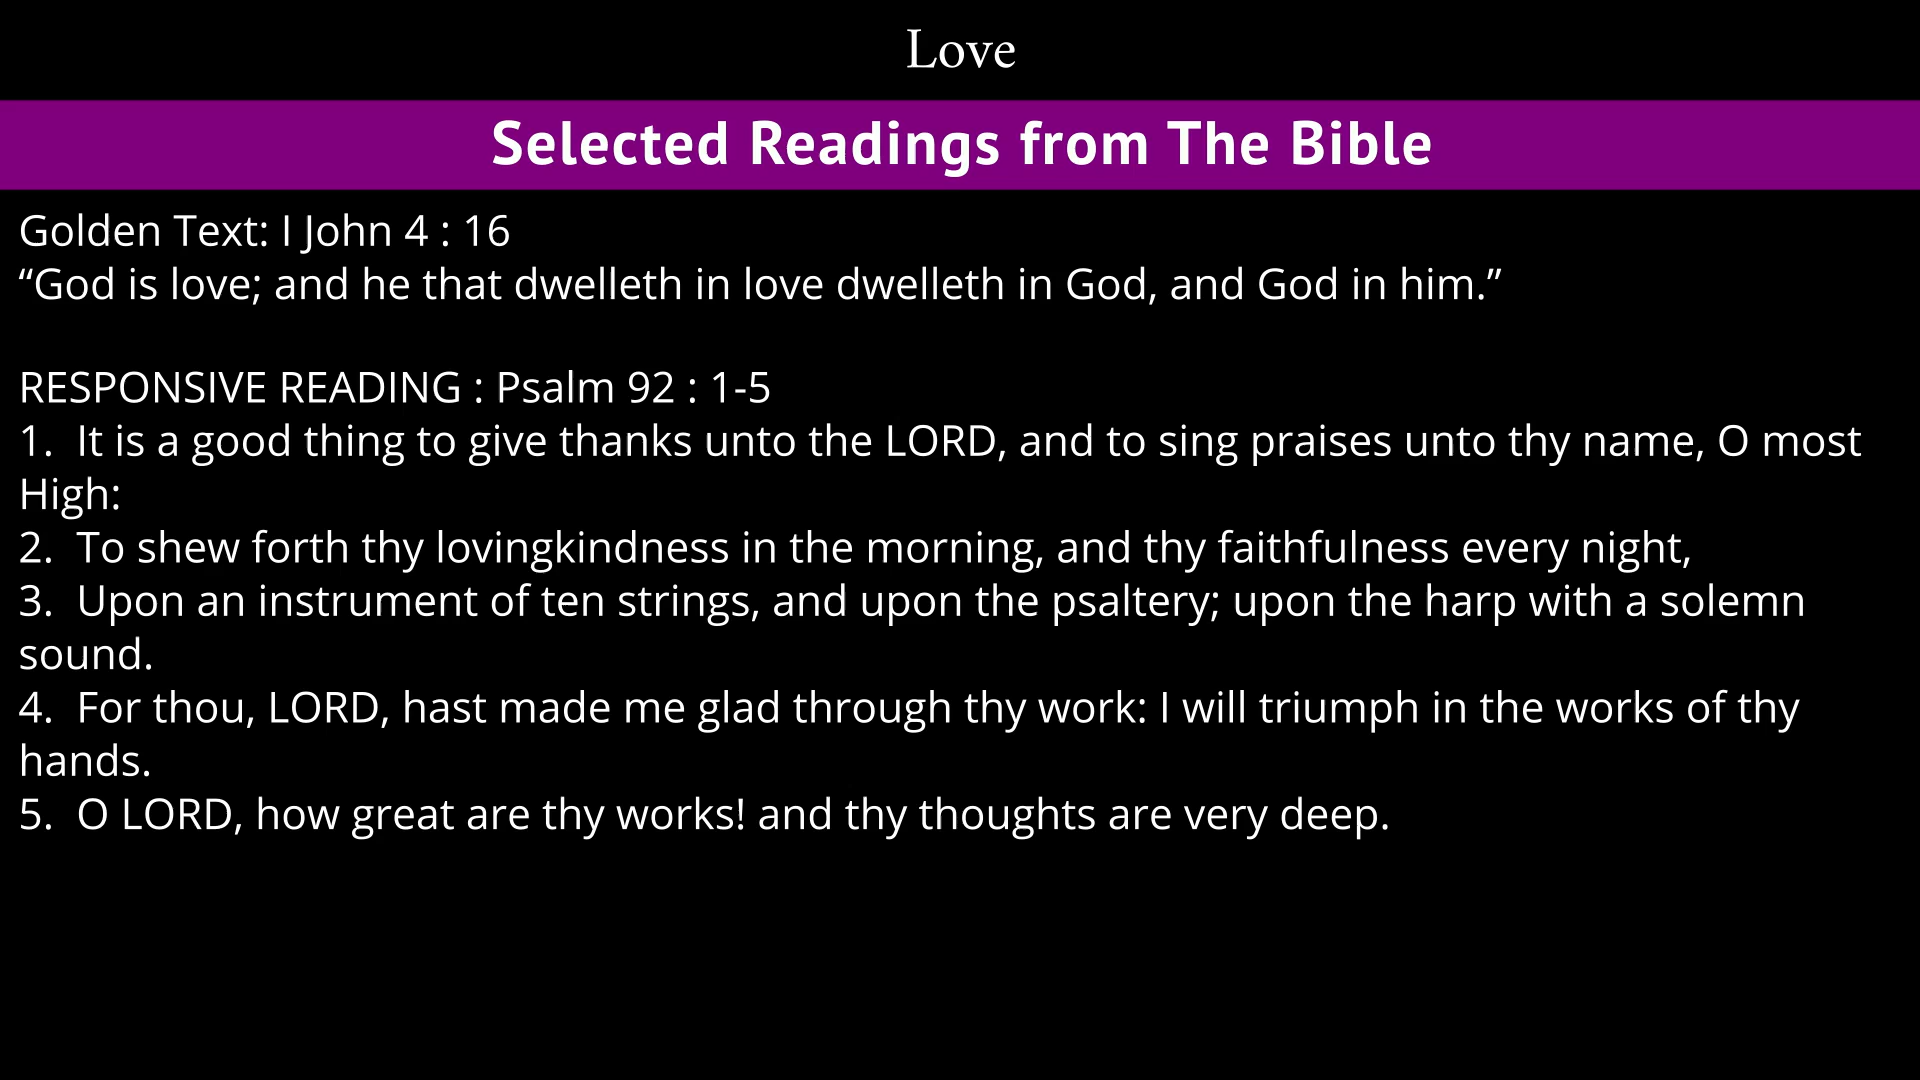 Love
Selected Readings from The Bible
Golden Text: I John 4 : 16
“God is love; and he that dwelleth in love dwelleth in God, and God in him.”
RESPONSIVE READING : Psalm 92 : 1-5
1.  It is a good thing to give thanks unto the LORD, and to sing praises unto thy name, O most
High:
2.  To shew forth thy lovingkindness in the morning, and thy faithfulness every night,
3.  Upon an instrument of ten strings, and upon the psaltery; upon the harp with a solemn
sound.
4.  For thou, LORD, hast made me glad through thy work: I will triumph in the works of thy
hands.
5.  O LORD, how great are thy works! and thy thoughts are very deep.